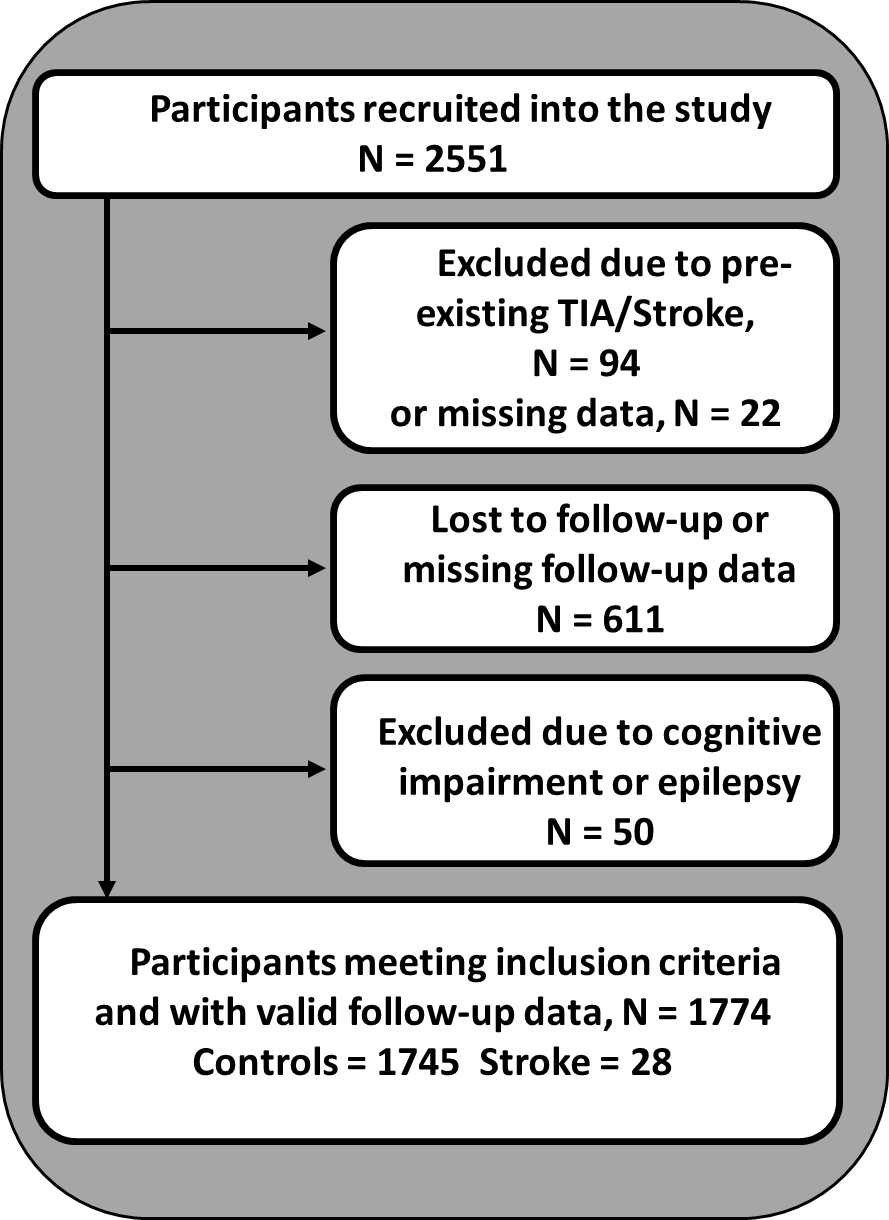 Participants recruited into the study
N = 2551
Excluded due to pre-
existing TIA/Stroke,
N = 94
or missing data, N = 22
Lost to follow-up or
missing follow-up data
N = 611
Excluded due to cognitive
impairment or epilepsy
N = 50
Participants meeting inclusion criteria
and with valid follow-up data, N = 1774
Controls = 1745 Stroke = 28